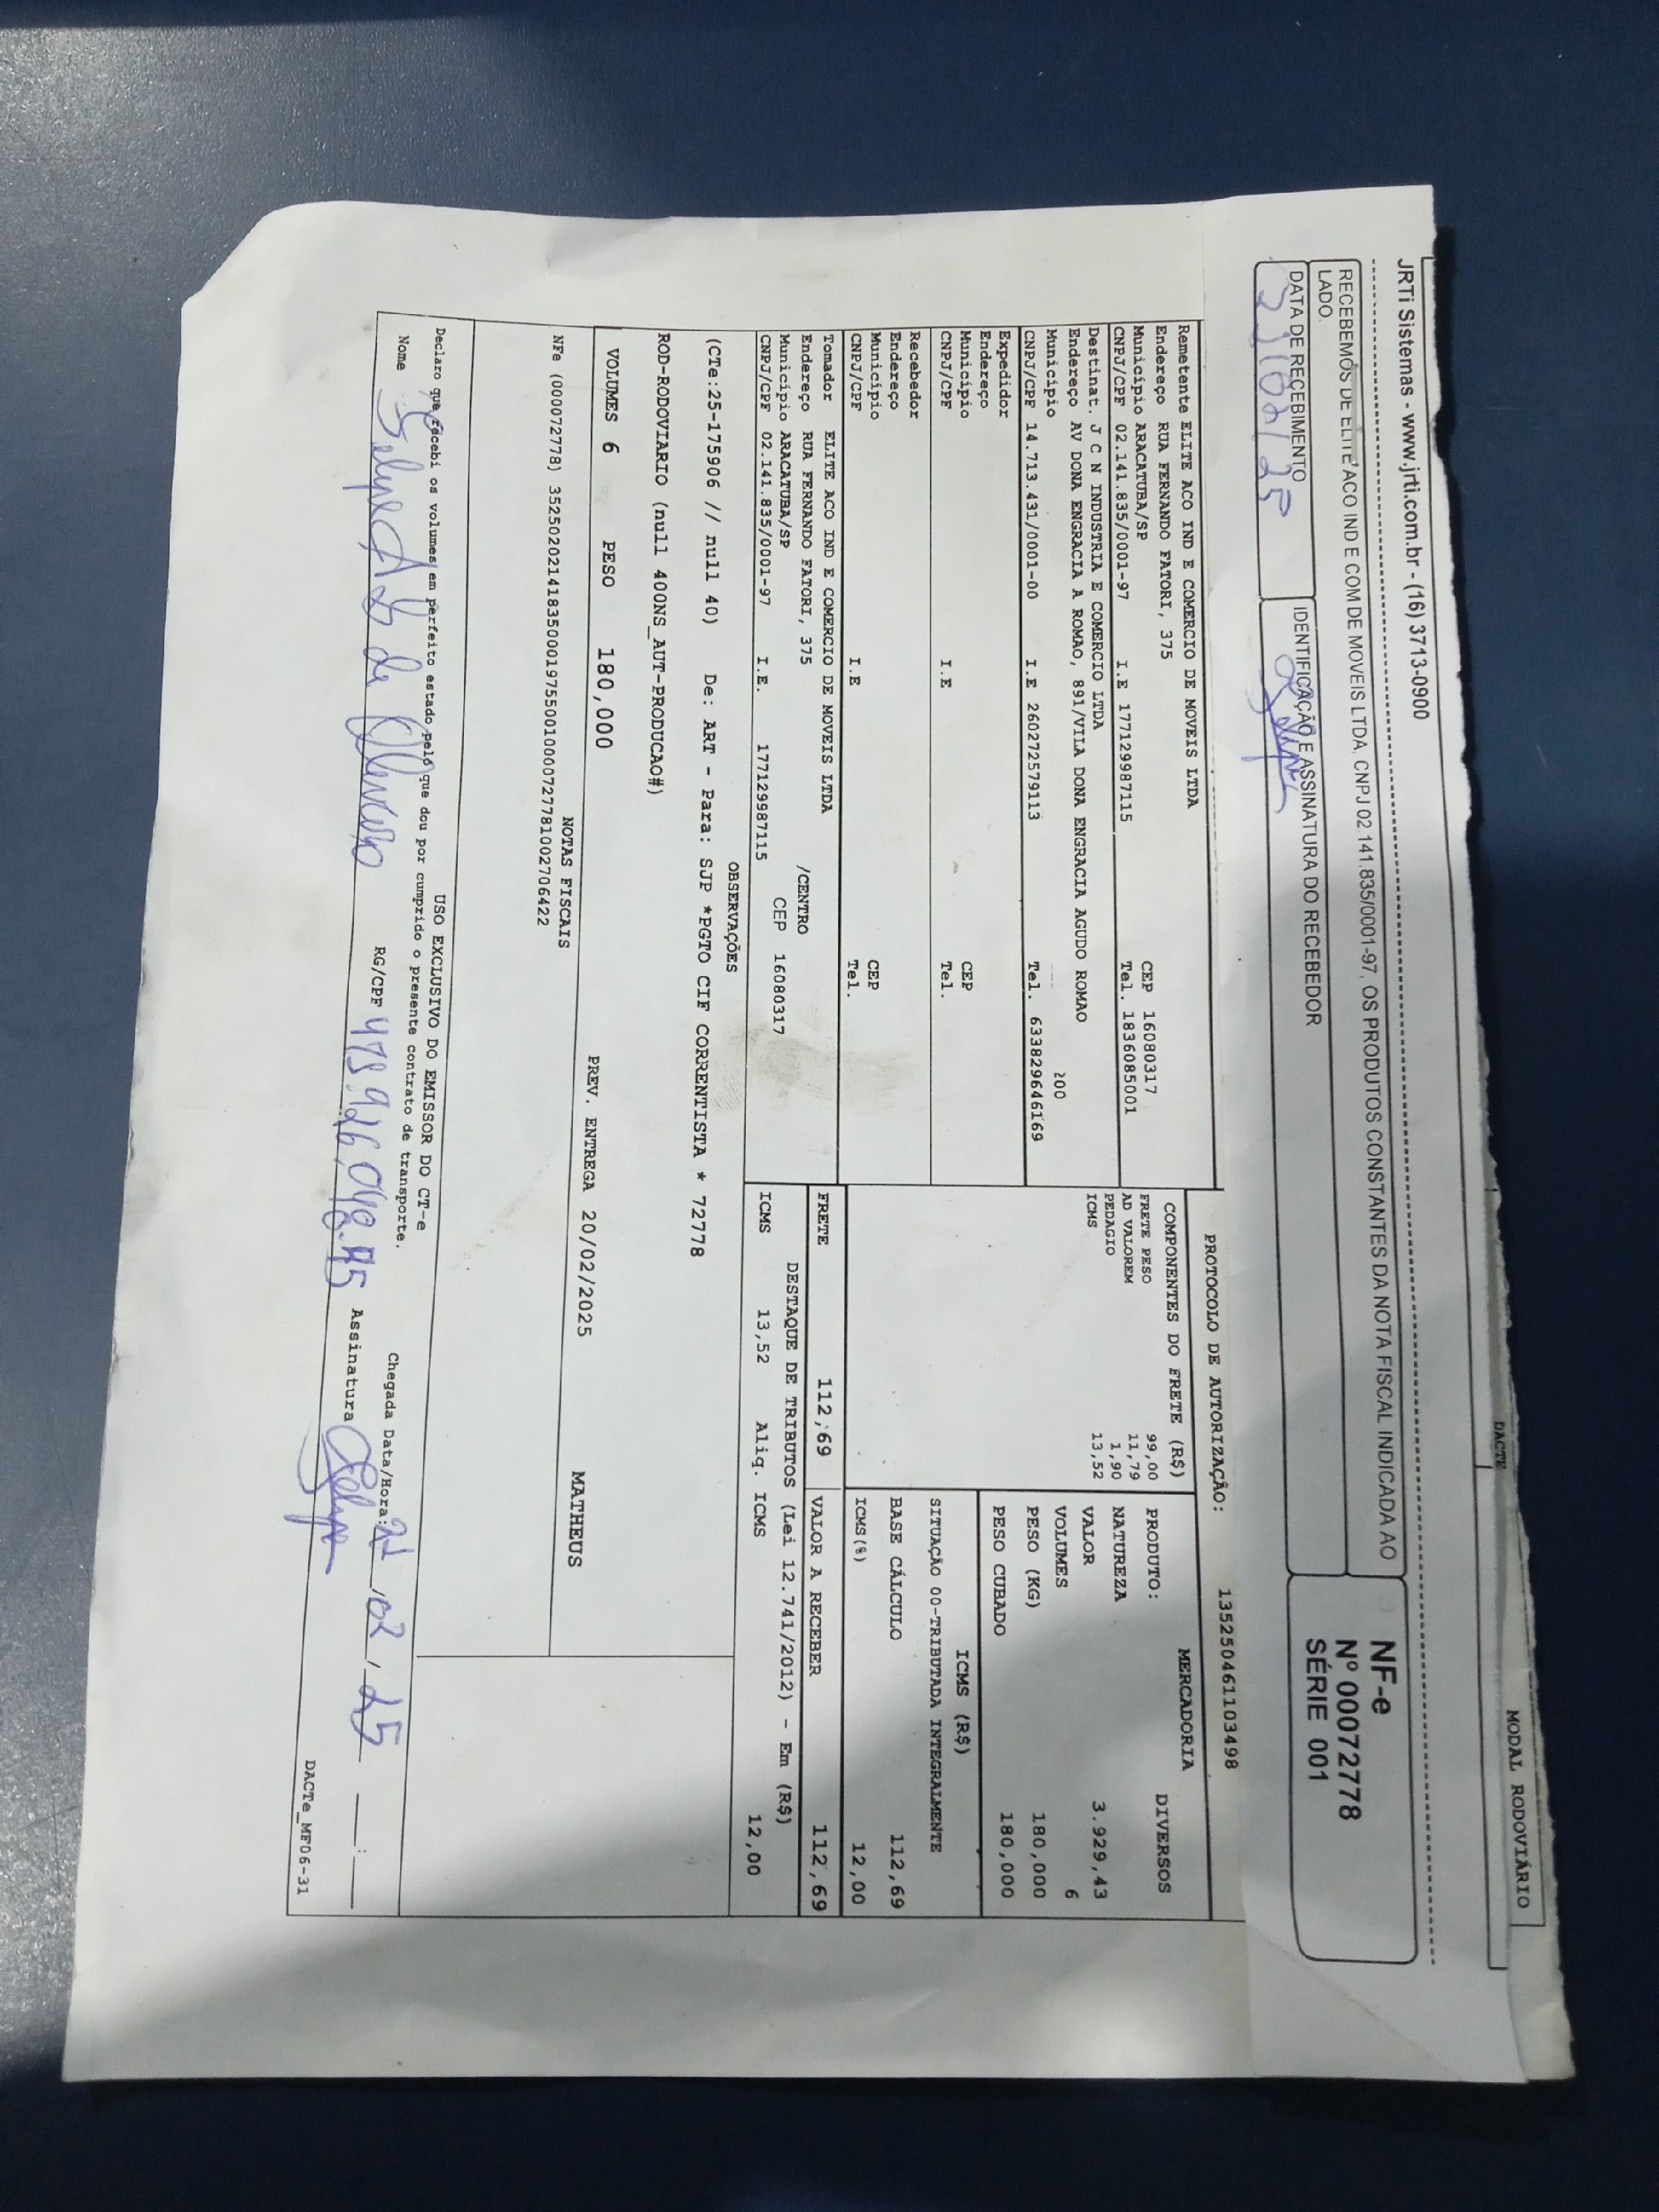 DACTE
MODAL RODOVIÁRIO
JRTi Sistemas - www.jrti.com.br - (16) 3713-0900
RECEBEMOS DE ELITE ACO IND E COM DE MOVEIS LTDA, CNPJ 02.141.835/0001-97, OS PRODUTOS CONSTANTES DA NOTA FISCAL INDICADA AO
LADO.
NF-e
Nº 00072778
SÉRIE 001
DATA DE RECEBIMENTO
IDENTIFICAÇÃO E ASSINATURA DO RECEBEDOR
21/02/25
Felipe
PROTOCOLO DE AUTORIZAÇÃO: 135250461103498
Remetente ELITE ACO IND E COMERCIO DE MOVEIS LTDA
Endereço RUA FERNANDO FATORI, 375
Município ARACATUBA/SP CEP 16080317
CNPJ/CPF 02.141.835/0001-97 I.E 177129987115 Tel. 1836085001
Destinat. J C N INDUSTRIA E COMERCIO LTDA
Endereço AV DONA ENGRACIA A ROMAO, 891/VILA DONA ENGRACIA AGUDO ROMAO
Município 200
CNPJ/CPF 14.713.431/0001-00 I.E 260272579113 Tel. 633829646169
Expedidor
Endereço
Município CEP
CNPJ/CPF I.E Tel.
Recebedor
Endereço
Município CEP
CNPJ/CPF I.E Tel.
Tomador ELITE ACO IND E COMERCIO DE MOVEIS LTDA
Endereço RUA FERNANDO FATORI, 375 /CENTRO
Município ARACATUBA/SP CEP 16080317
CNPJ/CPF 02.141.835/0001-97 I.E. 177129987115
COMPONENTES DO FRETE (R$)
FRETE PESO 99,00
AD VALOREM 11,79
PEDAGIO 1,90
ICMS 13,52
MERCADORIA
PRODUTO: DIVERSOS
NATUREZA
VALOR 3.929,43
VOLUMES 6
PESO (KG) 180,000
PESO CUBADO 180,000
ICMS (R$)
SITUAÇÃO 00-TRIBUTADA INTEGRALMENTE
BASE CÁLCULO 112,69
ICMS(%) 12,00
FRETE 112,69 VALOR A RECEBER 112,69
DESTAQUE DE TRIBUTOS (Lei 12.741/2012) - Em (R$)
ICMS 13,52 Aliq. ICMS 12,00
OBSERVAÇÕES
(CTe:25-175906 // null 40) De: ART - Para: SJP *PGTO CIF CORRENTISTA * 72778
ROD-RODOVIARIO (null 400NS_AUT-PRODUCAO#)
VOLUMES 6 PESO 180,000 PREV. ENTREGA 20/02/2025 MATHEUS
NOTAS FISCAIS
NFe (000072778) 35250202141835000197550010000727781002706422
USO EXCLUSIVO DO EMISSOR DO CT-e
Declaro que recebi os volumes em perfeito estado pelo que dou por cumprido o presente contrato de transporte.
Chegada Data/Hora: 21/02/25 __:__
Nome Felipe de Oliveira RG/CPF Assinatura Felipe
DACTe_MF06-31